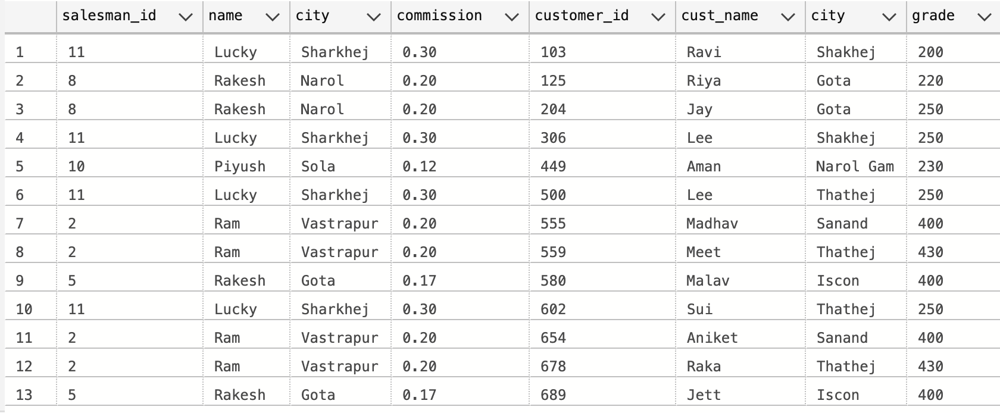 salesman_id name city commission customer_id cust_name city grade
1 11 Lucky Sharkhej 0.30 103 Ravi Shakhej 200
2 8 Rakesh Narol 0.20 125 Riya Gota 220
3 8 Rakesh Narol 0.20 204 Jay Gota 250
4 11 Lucky Sharkhej 0.30 306 Lee Shakhej 250
5 10 Piyush Sola 0.12 449 Aman Narol Gam 230
6 11 Lucky Sharkhej 0.30 500 Lee Thathej 250
7 2 Ram Vastrapur 0.20 555 Madhav Sanand 400
8 2 Ram Vastrapur 0.20 559 Meet Thathej 430
9 5 Rakesh Gota 0.17 580 Malav Iscon 400
10 11 Lucky Sharkhej 0.30 602 Sui Thathej 250
11 2 Ram Vastrapur 0.20 654 Aniket Sanand 400
12 2 Ram Vastrapur 0.20 678 Raka Thathej 430
13 5 Rakesh Gota 0.17 689 Jett Iscon 400